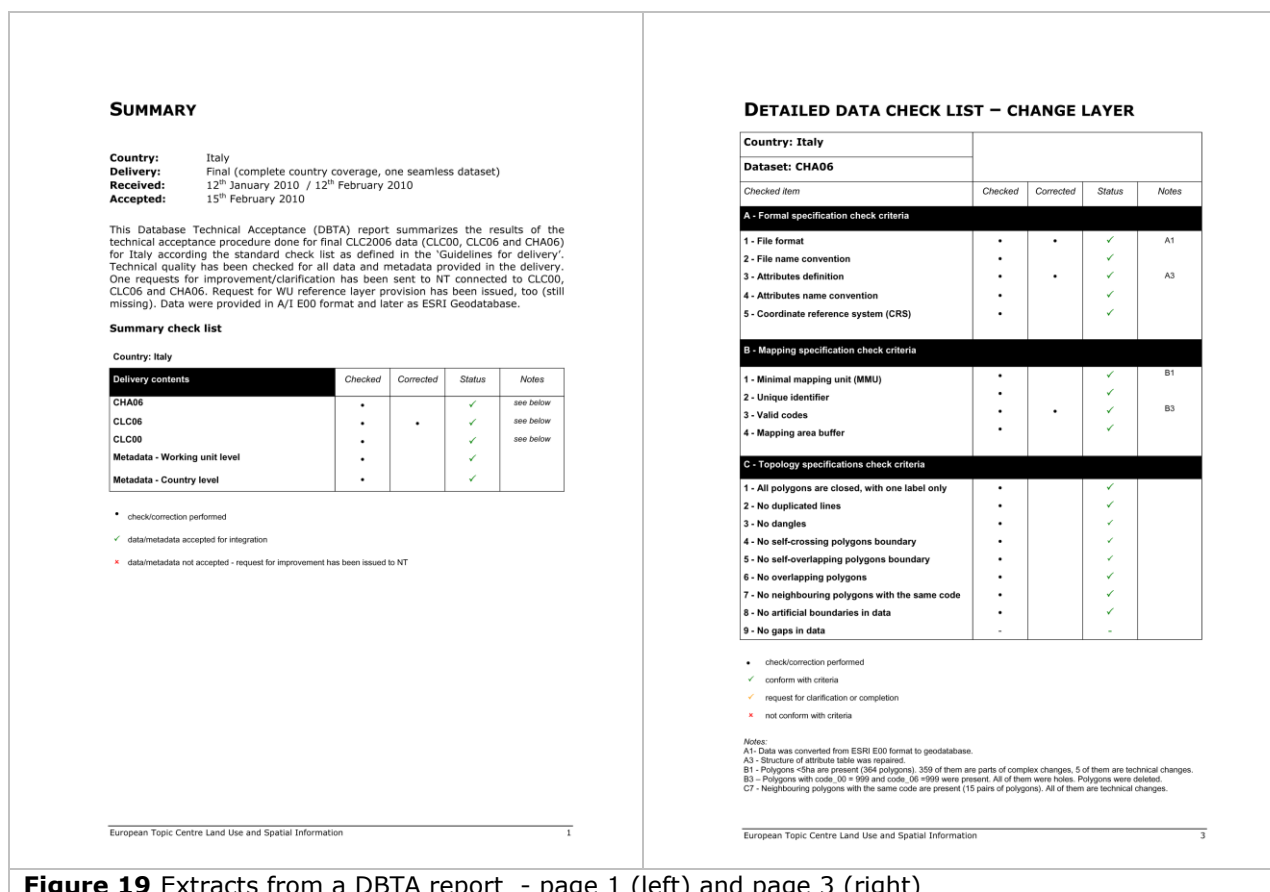 SUMMARY
Country: Italy
Delivery: Final (complete country coverage, one seamless dataset)
Received: 12th January 2010 / 12th February 2010
Accepted: 15th February 2010
This Database Technical Acceptance (DBTA) report summarizes the results of the
technical acceptance procedure done for final CLC2006 data (CLC00, CLC06 and CHA06)
for Italy according the standard check list as defined in the ‘Guidelines for delivery’.
Technical quality has been checked for all data and metadata provided in the delivery.
One requests for improvement/clarification has been sent to NT connected to CLC00,
CLC06 and CHA06. Request for WU reference layer provision has been issued, too (still
missing). Data were provided in A/I E00 format and later as ESRI Geodatabase.
Summary check list
Country: Italy
Delivery contents Checked Corrected Status Notes
CHA06 • ✓ see below
CLC06 • • ✓ see below
CLC00 • ✓ see below
Metadata - Working unit level • ✓
Metadata - Country level • ✓
• check/correction performed
✓ data/metadata accepted for integration
× data/metadata not accepted - request for improvement has been issued to NT
European Topic Centre Land Use and Spatial Information 1
DETAILED DATA CHECK LIST – CHANGE LAYER
Country: Italy
Dataset: CHA06
Checked item Checked Corrected Status Notes
A - Formal specification check criteria
1 - File format • • ✓ A1
2 - File name convention • ✓
3 - Attributes definition • • ✓ A3
4 - Attributes name convention • ✓
5 - Coordinate reference system (CRS) • ✓
B - Mapping specification check criteria
1 - Minimal mapping unit (MMU) • ✓ B1
2 - Unique identifier • ✓
3 - Valid codes • • ✓ B3
4 - Mapping area buffer • ✓
C - Topology specifications check criteria
1 - All polygons are closed, with one label only • ✓
2 - No duplicated lines • ✓
3 - No dangles • ✓
4 - No self-crossing polygons boundary • ✓
5 - No self-overlapping polygons boundary • ✓
6 - No overlapping polygons • ✓
7 - No neighbouring polygons with the same code • ✓
8 - No artificial boundaries in data • ✓
9 - No gaps in data - -
• check/correction performed
✓ conform with criteria
✓ request for clarification or completion
× not conform with criteria
Notes:
A1- Data was converted from ESRI E00 format to geodatabase.
A3 - Structure of attribute table was repaired.
B1 - Polygons <5ha are present (364 polygons). 359 of them are parts of complex changes, 5 of them are technical changes.
B3 – Polygons with code_00 = 999 and code_06 =999 were present. All of them were holes. Polygons were deleted.
C7 - Neighbouring polygons with the same code are present (15 pairs of polygons). All of them are technical changes.
European Topic Centre Land Use and Spatial Information 3
Figure 19 Extracts from a DBTA report - page 1 (left) and page 3 (right)